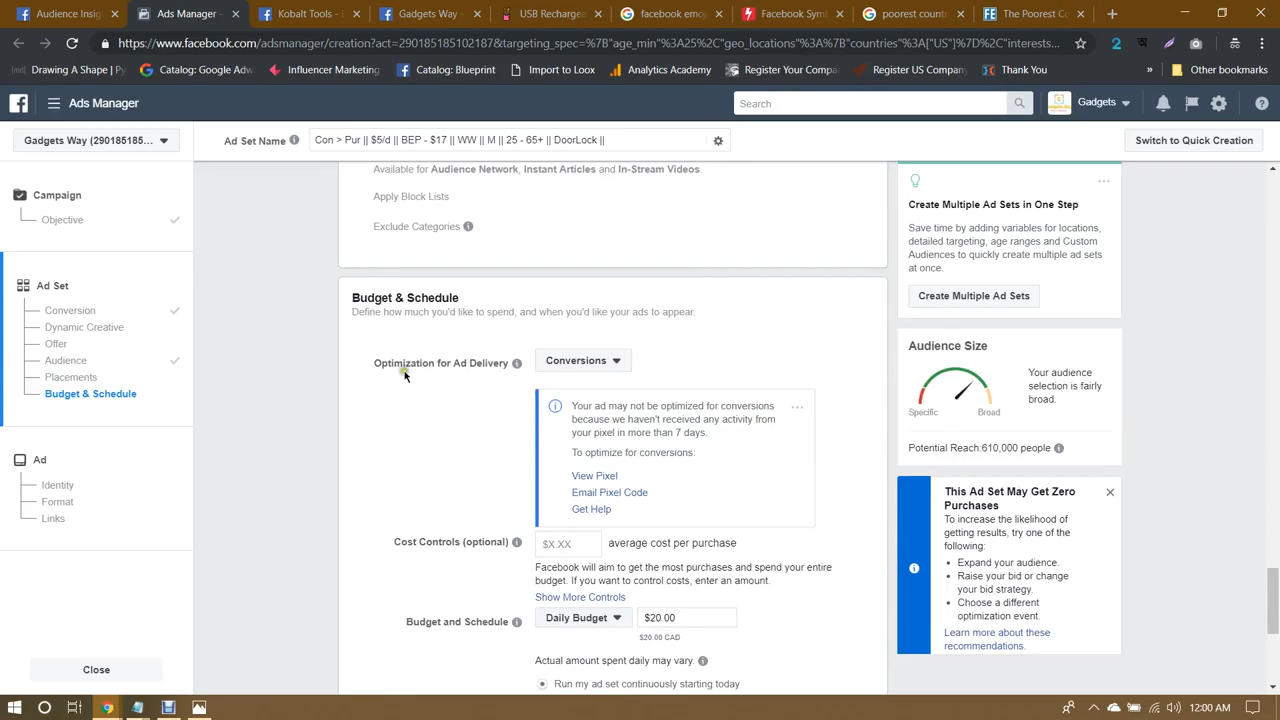 Audience Insig
Ads Manager -
Kobalt Tools - E
Gadgets Way -
USB Rechargea
facebook emoj
Facebook Symb
poorest countr
The Poorest Co
https://www.facebook.com/adsmanager/creation?act=290185185102187&targeting_spec=%7B"age_min"%3A25%2C"geo_locations"%3A%7B"countries"%3A["US"]%7D%2C"interests...
Drawing A Shape | Py
Catalog: Google Adw
Influencer Marketing
Catalog: Blueprint
Import to Loox
Analytics Academy
Register Your Compa
Register US Company
Thank You
»
Other bookmarks
Ads Manager
Search
Gadgets
Gadgets Way (290185185...
Ad Set Name
Con > Pur || $5/d || BEP - $17 || WW || M || 25 - 65+ || DoorLock ||
Switch to Quick Creation
Campaign
Objective
Ad Set
Conversion
Dynamic Creative
Offer
Audience
Placements
Budget & Schedule
Ad
Identity
Format
Links
Close
Available for Audience Network, Instant Articles and In-Stream Videos.
Apply Block Lists
Exclude Categories
Budget & Schedule
Define how much you'd like to spend, and when you'd like your ads to appear.
Optimization for Ad Delivery
Conversions
Your ad may not be optimized for conversions
because we haven't received any activity from
your pixel in more than 7 days.
To optimize for conversions:
View Pixel
Email Pixel Code
Get Help
Cost Controls (optional)
$X.XX
average cost per purchase
Facebook will aim to get the most purchases and spend your entire
budget. If you want to control costs, enter an amount.
Show More Controls
Budget and Schedule
Daily Budget
$20.00
$20.00 CAD
Actual amount spent daily may vary.
Run my ad set continuously starting today
Create Multiple Ad Sets in One Step
Save time by adding variables for locations,
detailed targeting, age ranges and Custom
Audiences to quickly create multiple ad sets
at once.
Create Multiple Ad Sets
Audience Size
Your audience
selection is fairly
broad.
Specific
Broad
Potential Reach:610,000 people
This Ad Set May Get Zero
Purchases
To increase the likelihood of
getting results, try one of the
following:
• Expand your audience.
• Raise your bid or change
your bid strategy.
• Choose a different
optimization event.
Learn more about these
recommendations.
12:00 AM